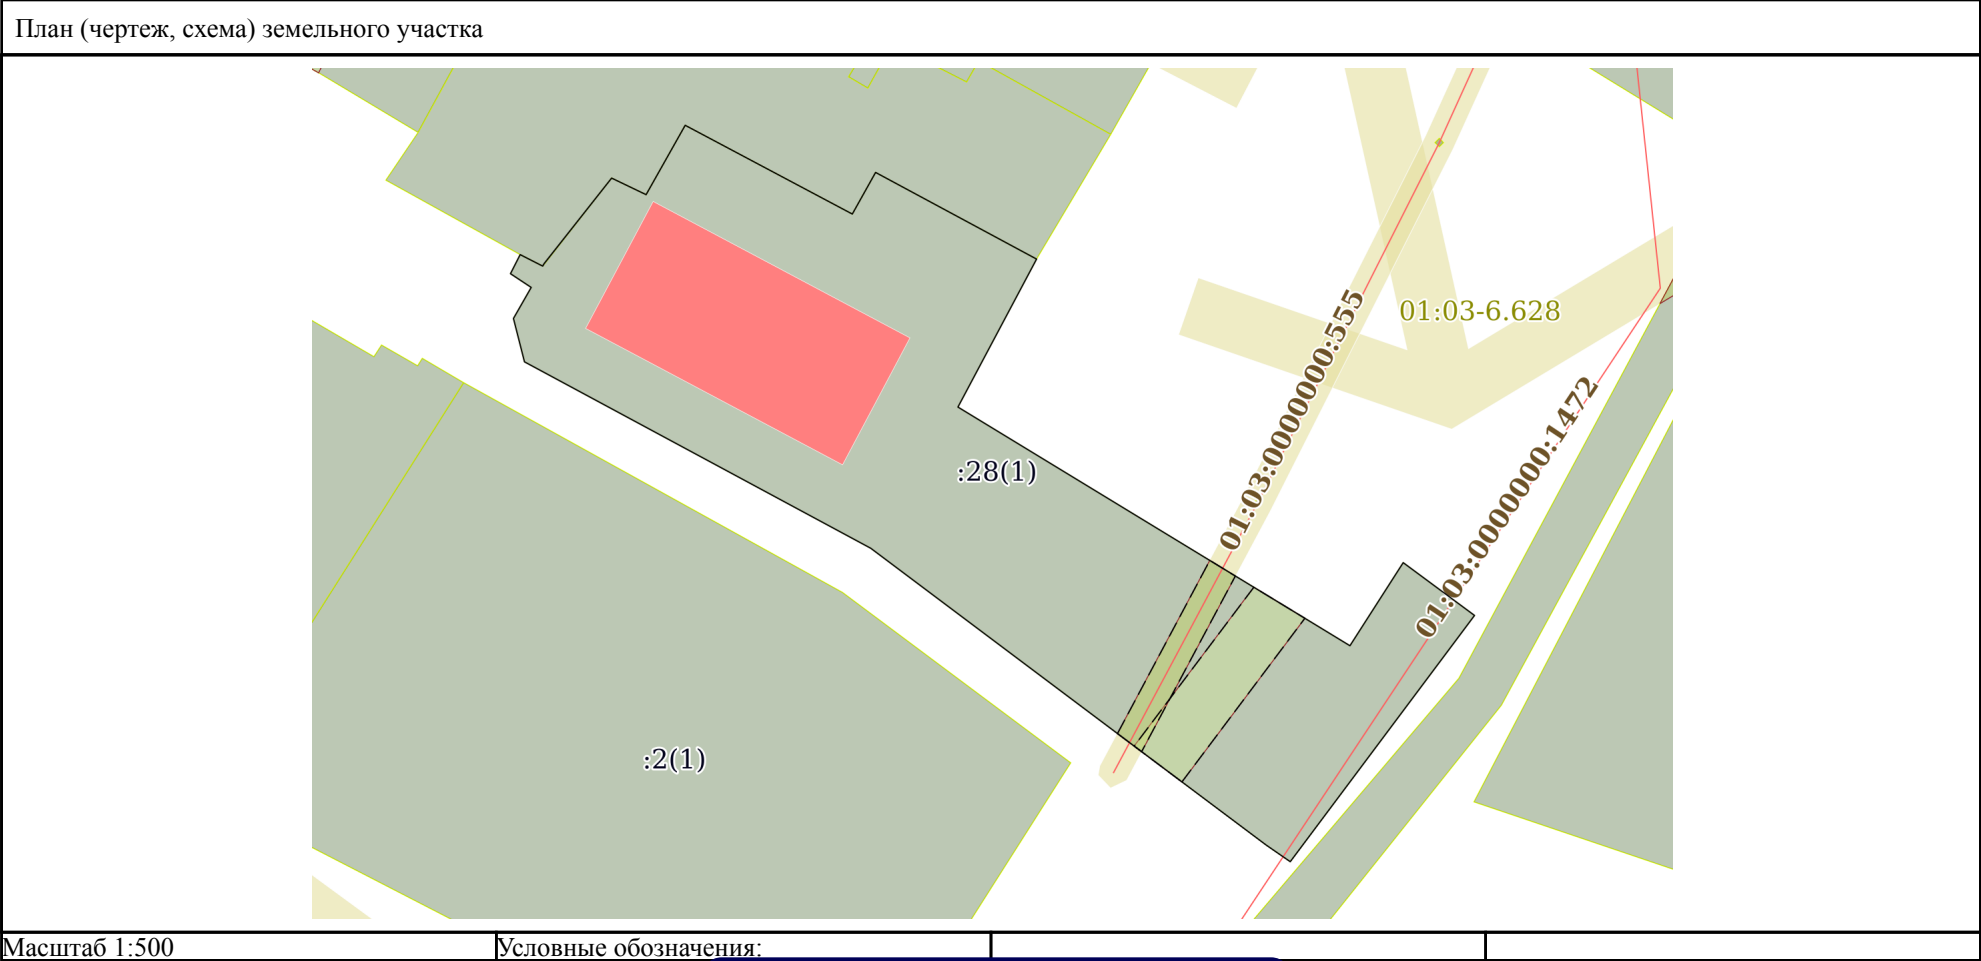 План (чертеж, схема) земельного участка
01:03-6.628
01:03:0000000:555
01:03:0000000:1472
:28(1)
:2(1)
Масштаб 1:500
Условные обозначения: